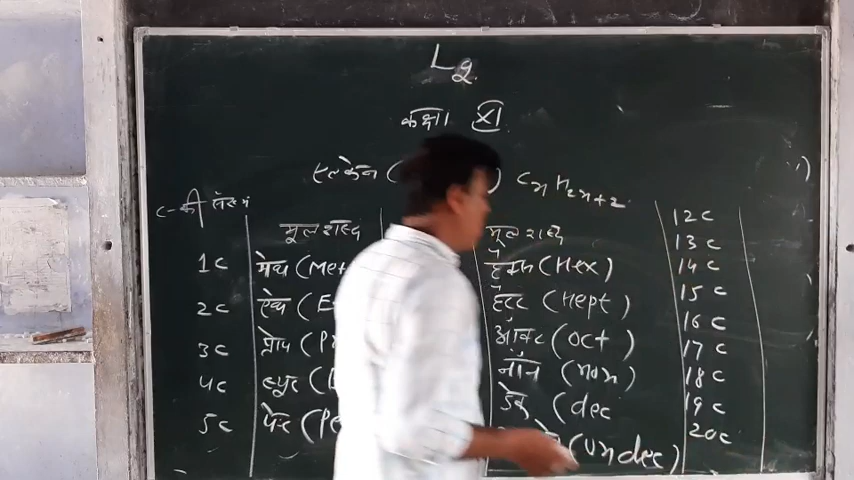 L2
कक्षा XI
एल्केन ( CnH2n+2
C-की संख्या
मूल शब्द
1C मेथ (Met
2C एथ (E
3C प्रोप (P
4C ब्यूट (
5C पेन्ट (Pe
मूल शब्द
हेक्स (Hex)
हेप्ट (Hept)
ऑक्ट (Oct)
नॉन (non)
डेक (dec
(undec)
12C
13C
14C
15C
16C
17C
18C
19C
20C